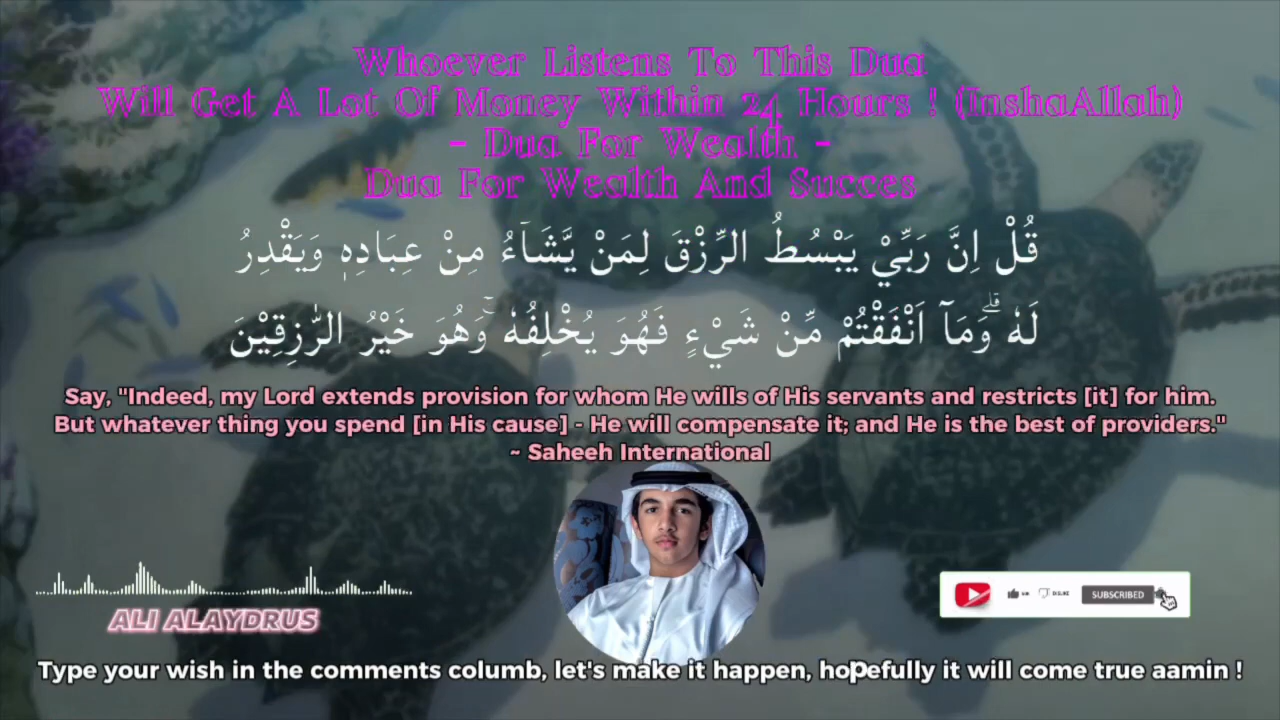 Whoever Listens To This Dua
Will Get A Lot Of Money Within 24 Hours ! (InshaAllah)
- Dua For Wealth -
Dua For Wealth And Succes
قُلْ اِنَّ رَبِّيْ يَبْسُطُ الرِّزْقَ لِمَنْ يَّشَاۤءُ مِنْ عِبَادِهٖ وَيَقْدِرُ
لَهٗ ۗوَمَآ اَنْفَقْتُمْ مِّنْ شَيْءٍ فَهُوَ يُخْلِفُهٗ ۚوَهُوَ خَيْرُ الرّٰزِقِيْنَ
Say, "Indeed, my Lord extends provision for whom He wills of His servants and restricts [it] for him.
But whatever thing you spend [in His cause] - He will compensate it; and He is the best of providers."
~ Saheeh International
ALI ALAYDRUS
DISLIKE SUBSCRIBED
Type your wish in the comments columb, let's make it happen, hopefully it will come true aamin !